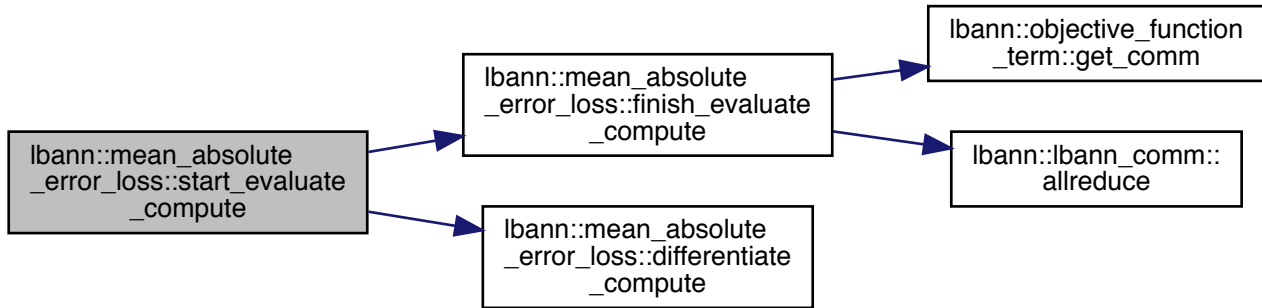 lbann::mean_absolute
_error_loss::start_evaluate
_compute
lbann::mean_absolute
_error_loss::finish_evaluate
_compute
lbann::objective_function
_term::get_comm
lbann::lbann_comm::
allreduce
lbann::mean_absolute
_error_loss::differentiate
_compute